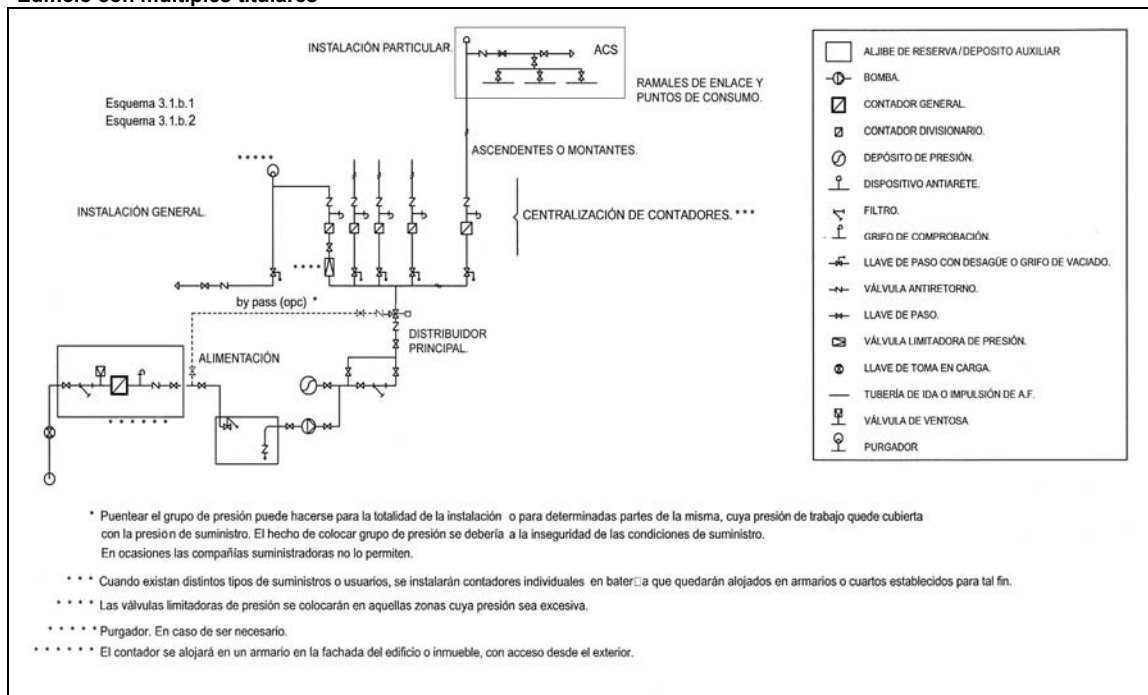 Edificio con múltiples titulares
INSTALACIÓN PARTICULAR.
ACS
RAMALES DE ENLACE Y
PUNTOS DE CONSUMO.
Esquema 3.1.b.1
Esquema 3.1.b.2
ASCENDENTES O MONTANTES.
* * * * *
INSTALACIÓN GENERAL.
CENTRALIZACIÓN DE CONTADORES. * * *
* * * *
by pass (opc) *
DISTRIBUIDOR
PRINCIPAL.
ALIMENTACIÓN
* * * * * *
ALJIBE DE RESERVA/DEPOSITO AUXILIAR
BOMBA.
CONTADOR GENERAL.
CONTADOR DIVISIONARIO.
DEPÓSITO DE PRESIÓN.
DISPOSITIVO ANTIARETE.
FILTRO.
GRIFO DE COMPROBACIÓN.
LLAVE DE PASO CON DESAGÜE O GRIFO DE VACIADO.
VÁLVULA ANTIRETORNO.
LLAVE DE PASO.
VÁLVULA LIMITADORA DE PRESIÓN.
LLAVE DE TOMA EN CARGA.
TUBERÍA DE IDA O IMPULSIÓN DE A.F.
VÁLVULA DE VENTOSA
PURGADOR
* Puentear el grupo de presión puede hacerse para la totalidad de la instalación o para determinadas partes de la misma, cuya presión de trabajo quede cubierta
con la presion de suministro. El hecho de colocar grupo de presión se debería a la inseguridad de las condiciones de suministro.
En ocasiones las compañías suministradoras no lo permiten.
* * * Cuando existan distintos tipos de suministros o usuarios, se instalarán contadores individuales en bater□a que quedarán alojados en armarios o cuartos establecidos para tal fin.
* * * * Las válvulas limitadoras de presión se colocarán en aquellas zonas cuya presión sea excesiva.
* * * * * Purgador. En caso de ser necesario.
* * * * * * El contador se alojará en un armario en la fachada del edificio o inmueble, con acceso desde el exterior.